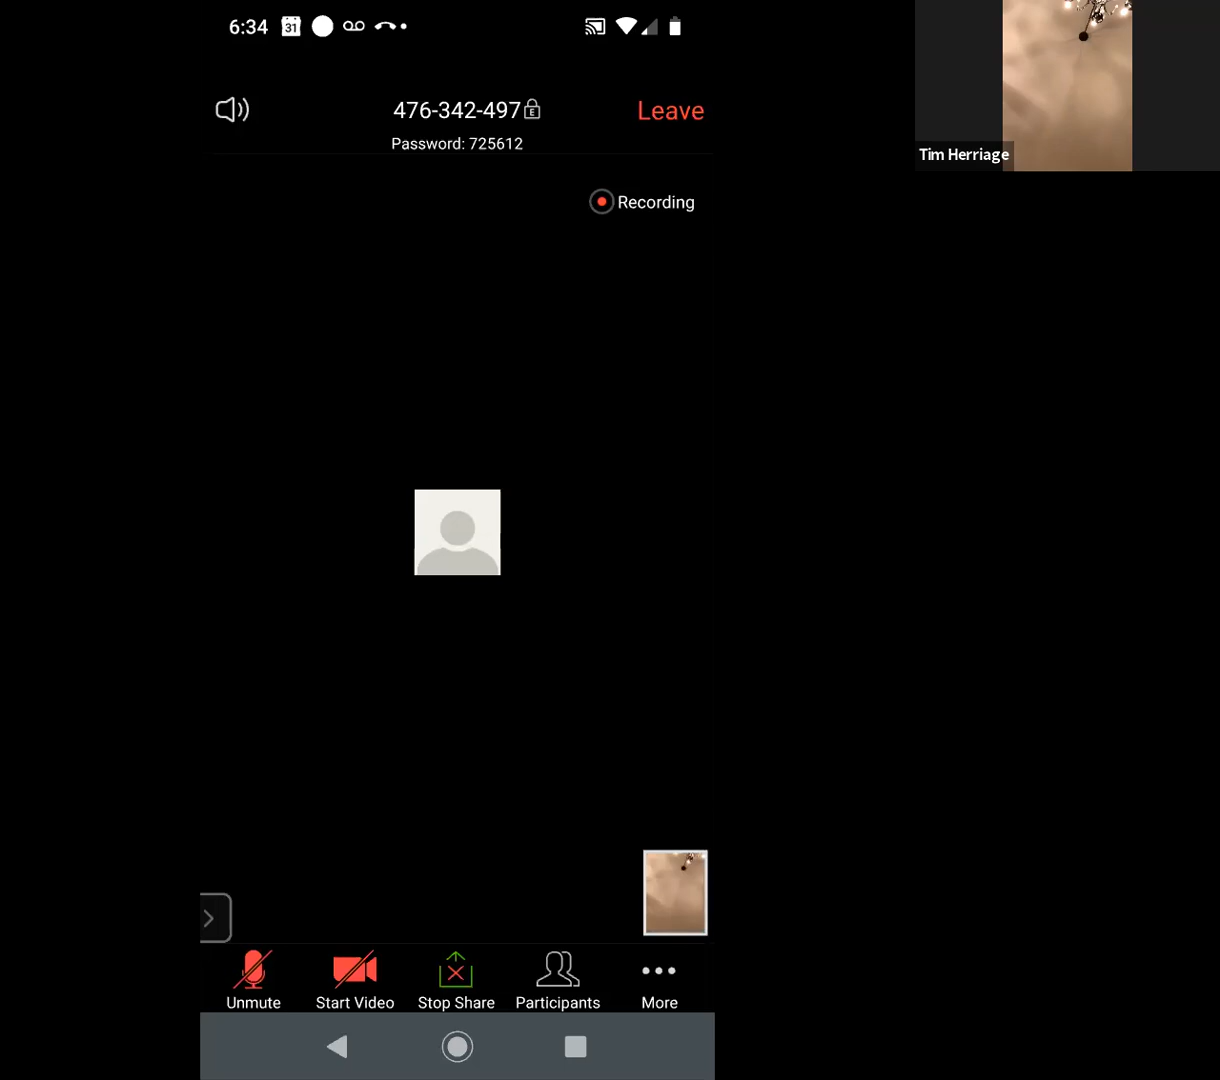 6:34
31
476-342-497
E
Leave
Password: 725612
Tim Herriage
Recording
Unmute
Start Video
Stop Share
Participants
More